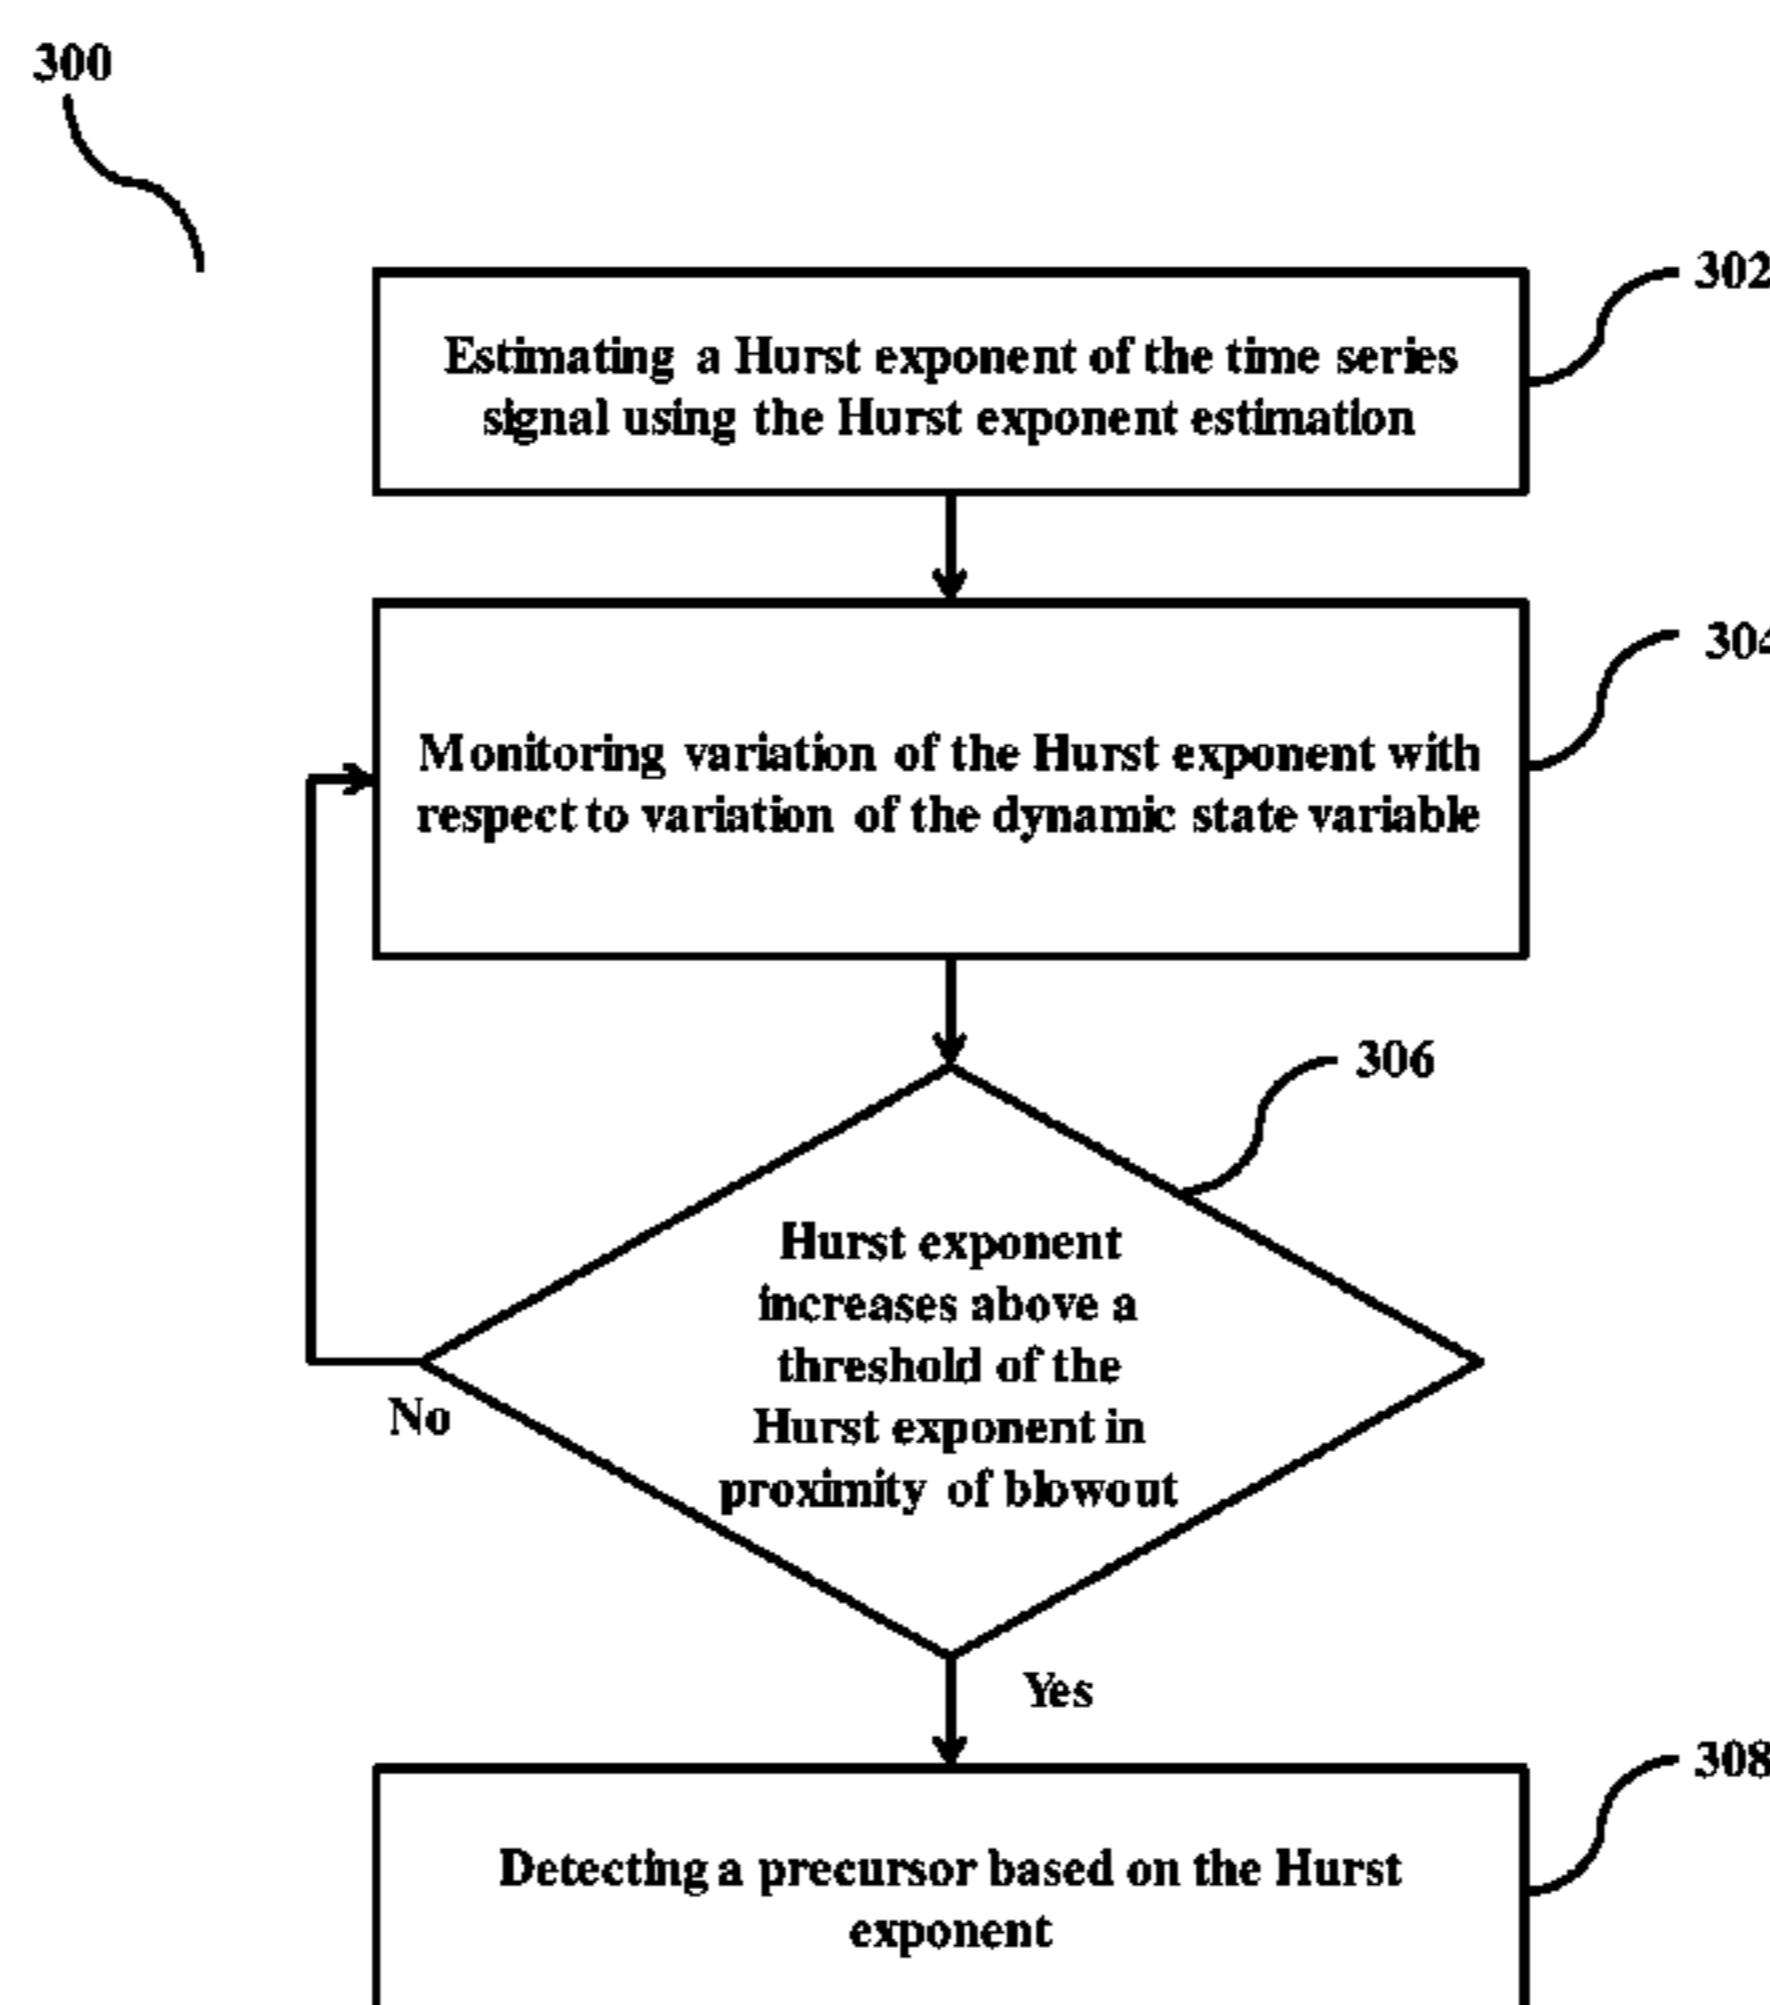 300
302
Estimating a Hurst exponent of the time series
signal using the Hurst exponent estimation
304
Monitoring variation of the Hurst exponent with
respect to variation of the dynamic state variable
306
Hurst exponent
increases above a
threshold of the
Hurst exponent in
proximity of blowout
No
Yes
308
Detecting a precursor based on the Hurst
exponent